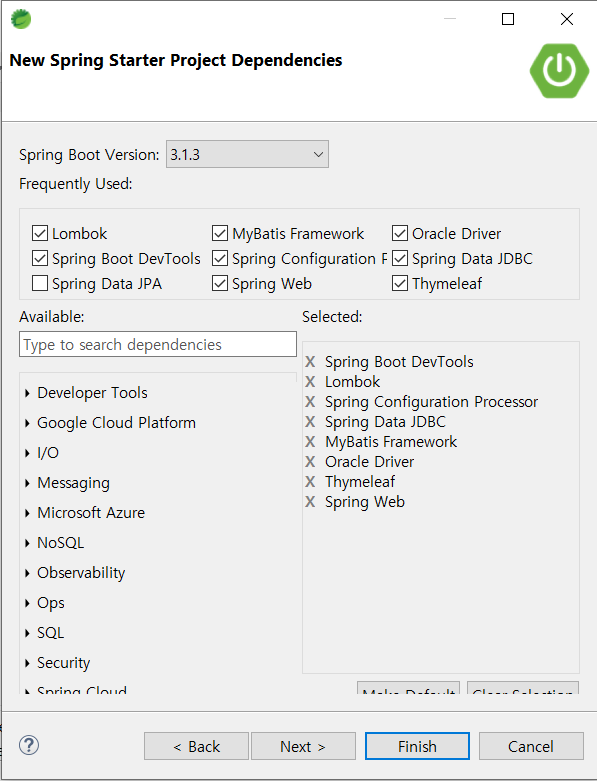 New Spring Starter Project Dependencies
Spring Boot Version: 3.1.3
Frequently Used:
Lombok MyBatis Framework Oracle Driver
Spring Boot DevTools Spring Configuration P Spring Data JDBC
Spring Data JPA Spring Web Thymeleaf
Available:
Type to search dependencies
Developer Tools
Google Cloud Platform
I/O
Messaging
Microsoft Azure
NoSQL
Observability
Ops
SQL
Security
Spring Cloud
Selected:
X Spring Boot DevTools
X Lombok
X Spring Configuration Processor
X Spring Data JDBC
X MyBatis Framework
X Oracle Driver
X Thymeleaf
X Spring Web
Make Default Clear Selection
? < Back Next > Finish Cancel